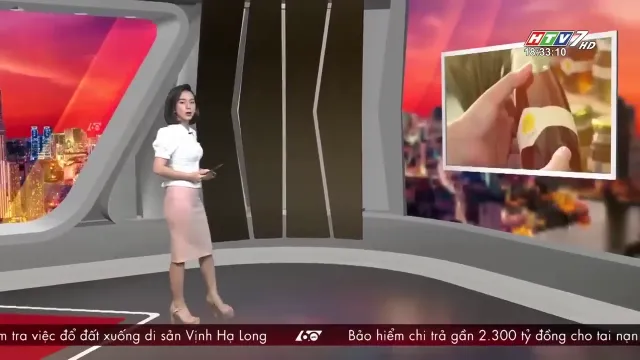 HTV7 HD
18:33:10
m tra việc đổ đất xuống di sản Vịnh Hạ Long 60 Bảo hiểm chi trả gần 2.300 tỷ đồng cho tai nạn